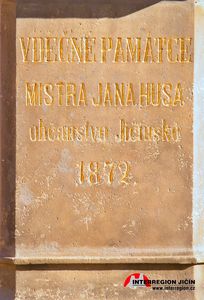 VDĚČNÉ PAMÁTCE
MISTRA JANA HUSA
občanstvo Jičínské
1872.
INTERREGION JIČÍN
www.interregion.cz